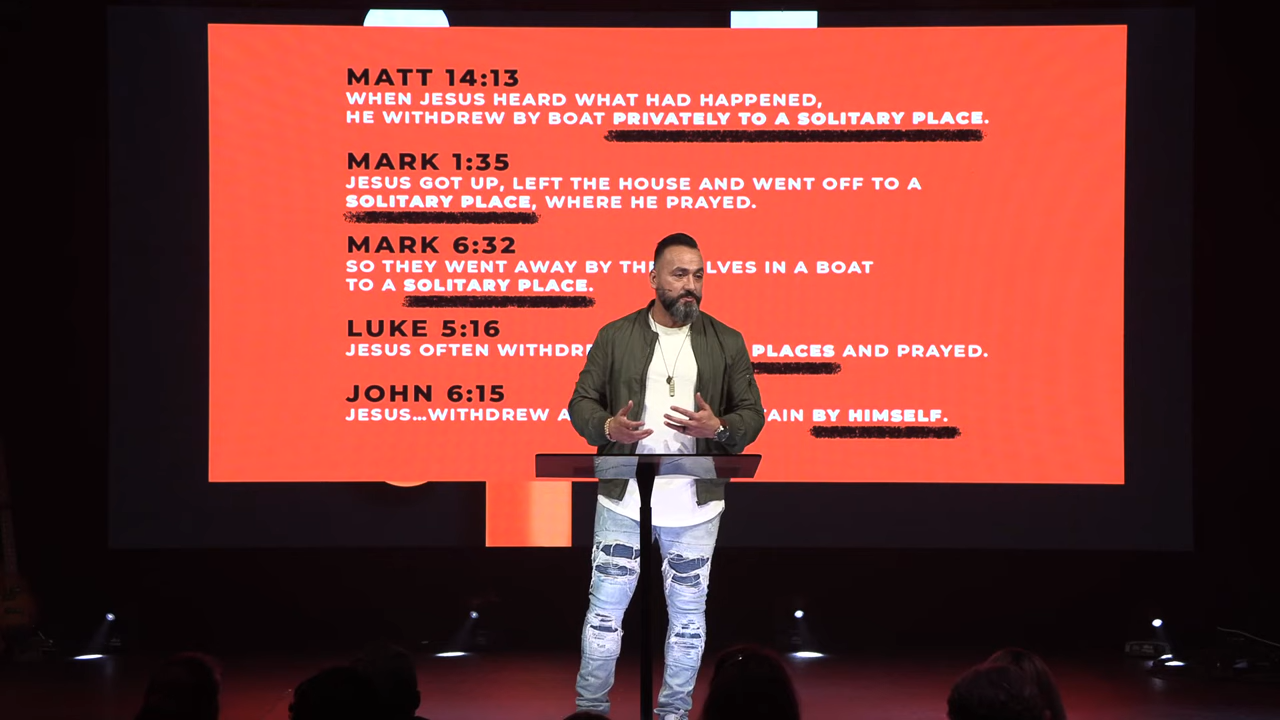 MATT 14:13
WHEN JESUS HEARD WHAT HAD HAPPENED,
HE WITHDREW BY BOAT PRIVATELY TO A SOLITARY PLACE.
MARK 1:35
JESUS GOT UP, LEFT THE HOUSE AND WENT OFF TO A
SOLITARY PLACE, WHERE HE PRAYED.
MARK 6:32
SO THEY WENT AWAY BY LVES IN A BOAT
TO A SOLITARY PLACE.
LUKE 5:16
JESUS OFTEN PLACES AND PRAYED.
JOHN 6:15
JESUS...WITHDREW BY HIMSELF.